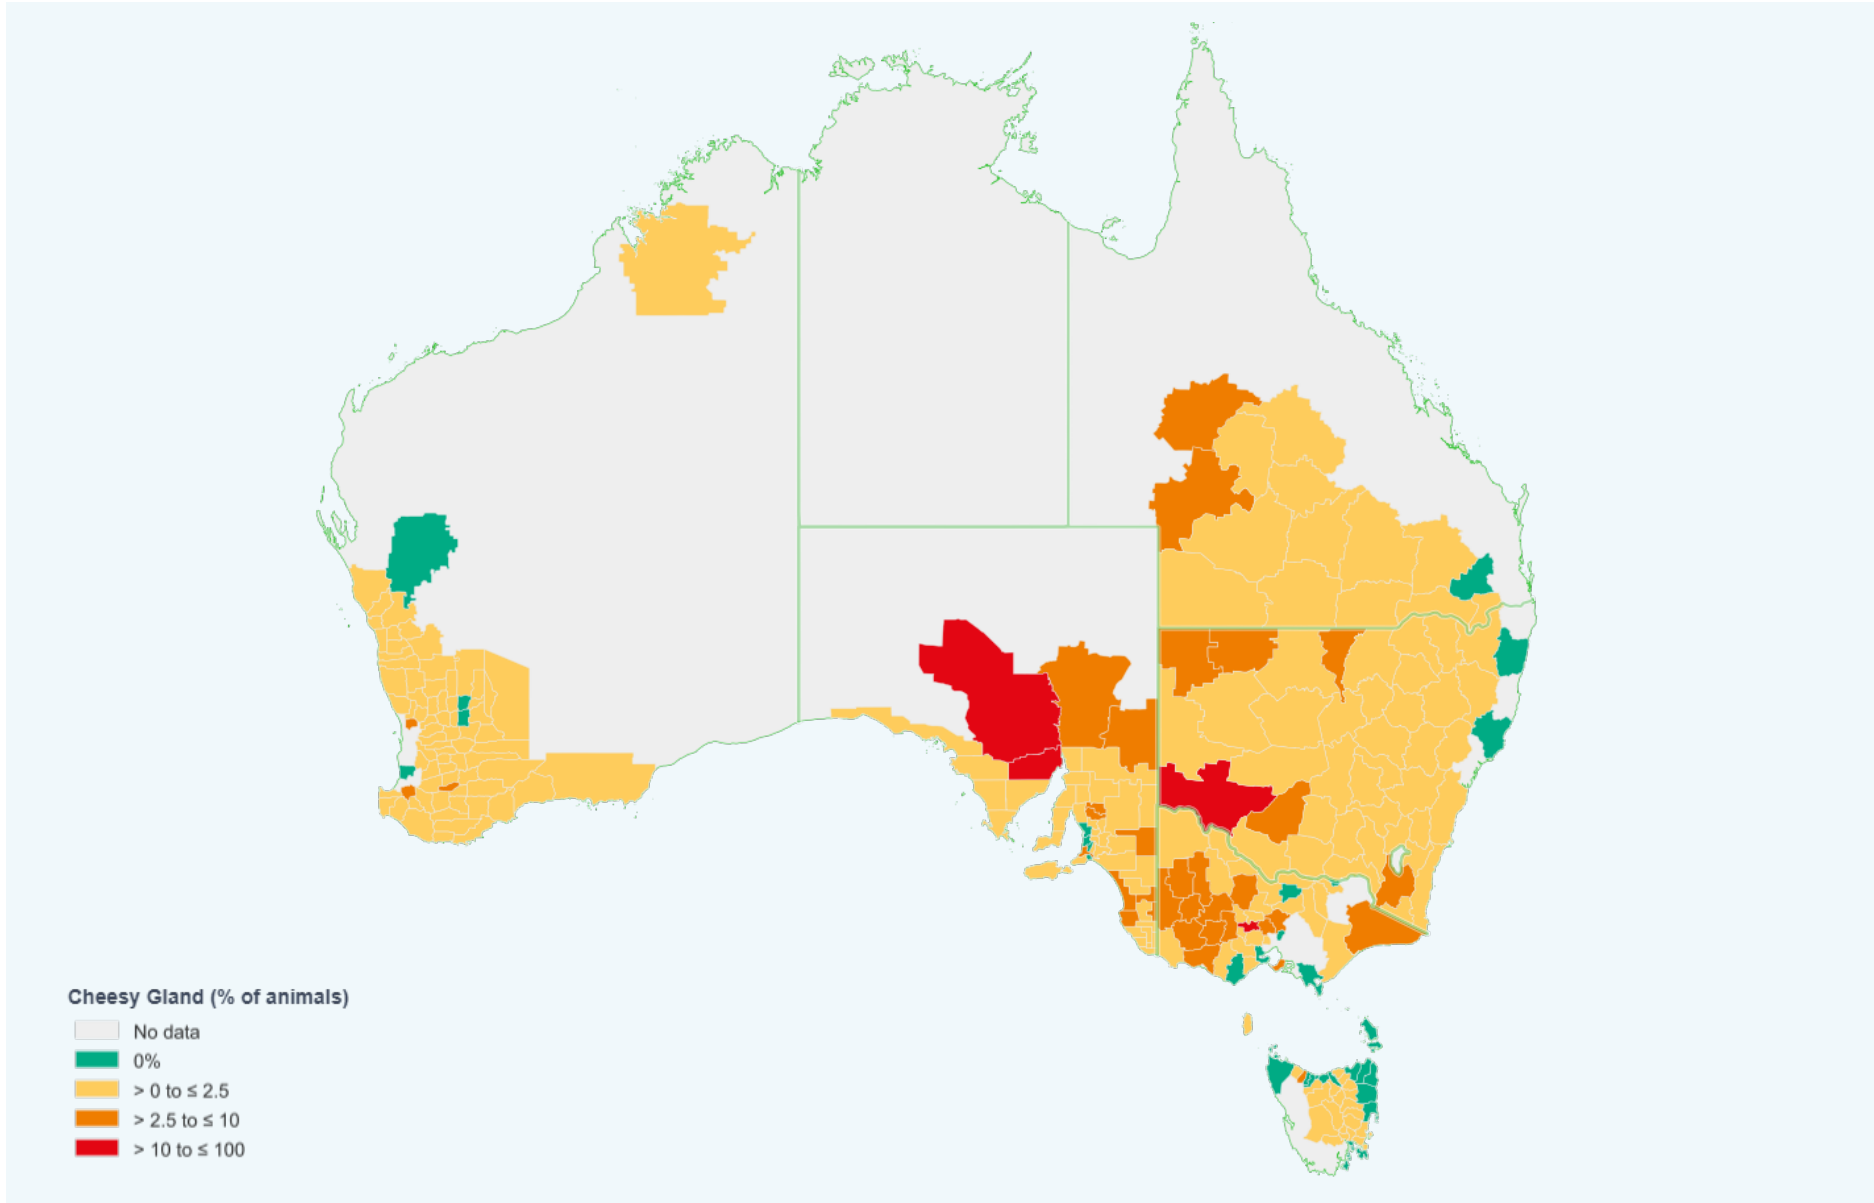 Cheesy Gland (% of animals)
No data
0%
> 0 to ≤ 2.5
> 2.5 to ≤ 10
> 10 to ≤ 100